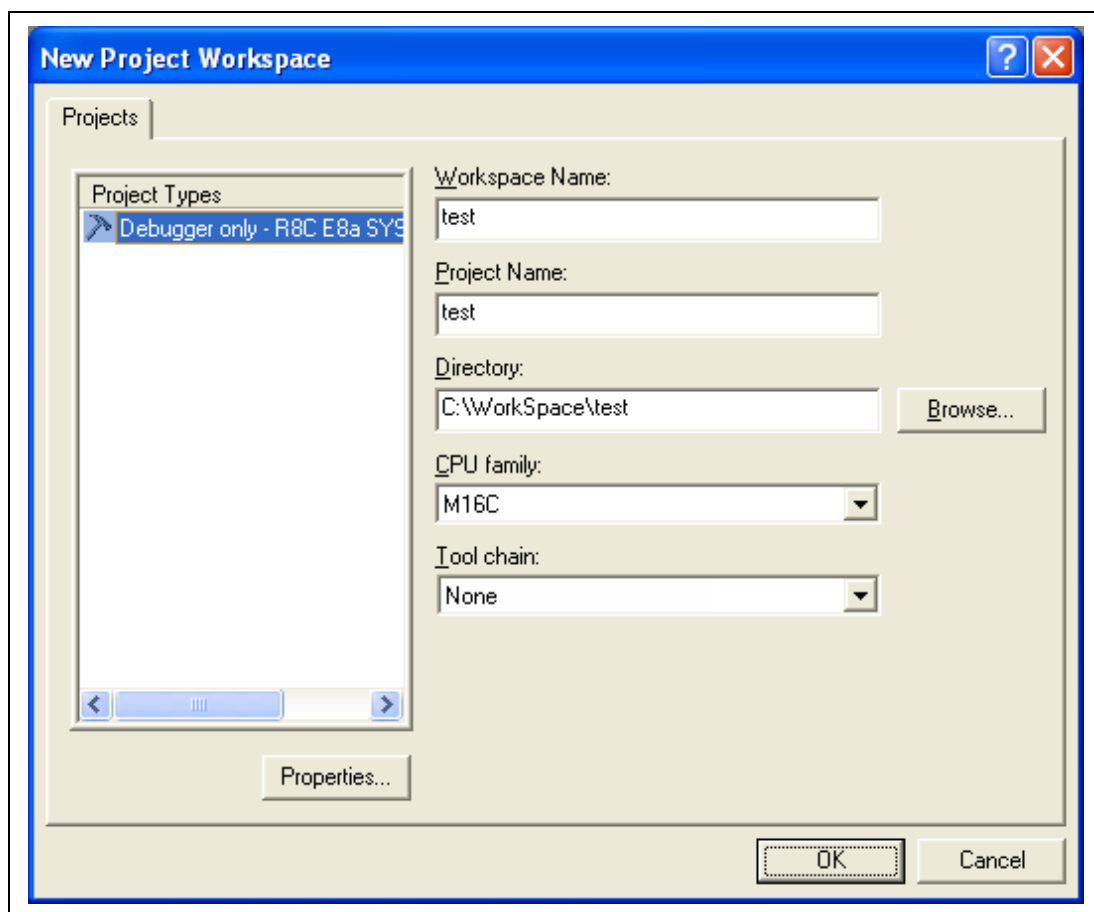 New Project Workspace
Projects
Project Types
Debugger only - R8C E8a SYS
Workspace Name:
test
Project Name:
test
Directory:
C:\WorkSpace\test
Browse...
CPU family:
M16C
Tool chain:
None
Properties...
OK
Cancel